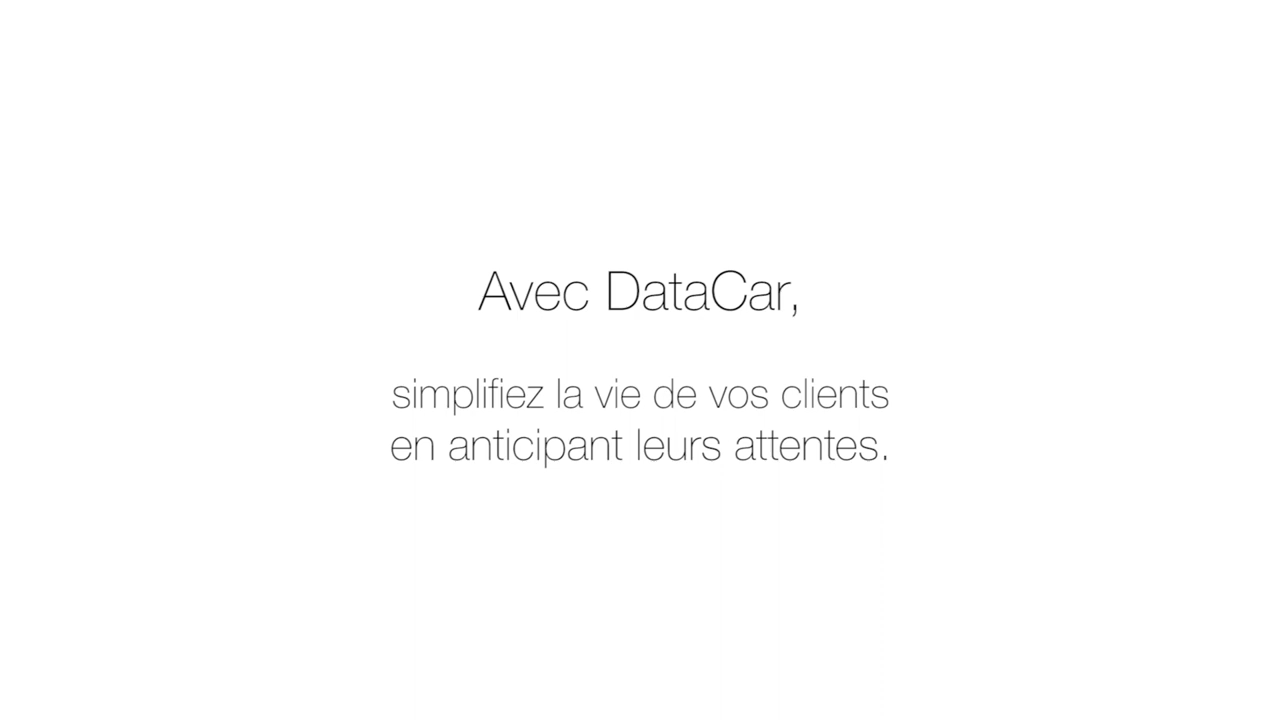 Avec DataCar,
simplifiez la vie de vos clients
en anticipant leurs attentes.